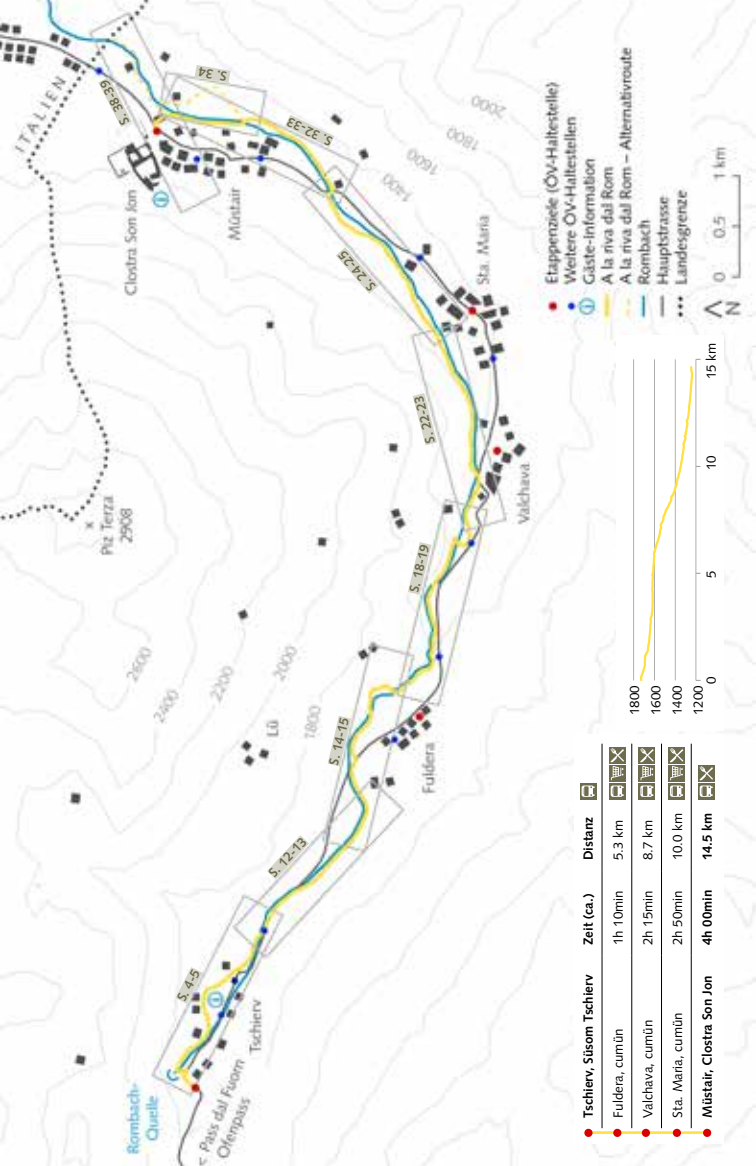 ITALIEN
S. 38-39
S. 34
S. 32-33
Clostra Son Jon
Müstair
S. 24-25
Sta. Maria
S. 22-23
Valchava
S. 18-19
Piz Terza
2908
S. 14-15
Fuldera
Lü
S. 12-13
S. 4-5
Tschierv
Rombach-
Quelle
< Pass dal Fuorn
Ofenpass
2600
2400
2200
2000
1800
1400
1600
1800
2000
Etappenziele (ÖV-Haltestelle)
Weitere ÖV-Haltestellen
Gäste-Information
A la riva dal Rom
A la riva dal Rom – Alternativroute
Rombach
Hauptstrasse
Landesgrenze
N
0 0.5 1 km
Tschierv, Süsom Tschierv Zeit (ca.) Distanz
Fuldera, cumün 1h 10min 5.3 km
Valchava, cumün 2h 15min 8.7 km
Sta. Maria, cumün 2h 50min 10.0 km
Müstair, Clostra Son Jon 4h 00min 14.5 km
1800
1600
1400
1200
0 5 10 15 km